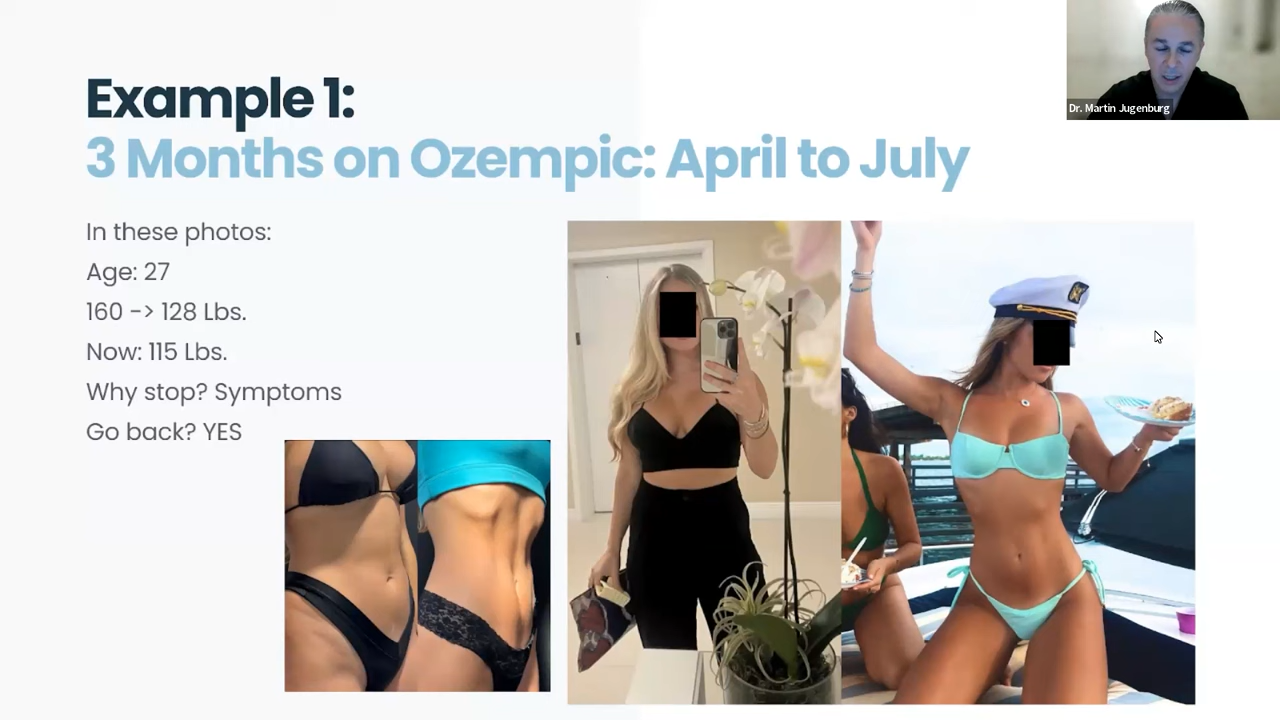 Example 1:
3 Months on Ozempic: April to July
In these photos:
Age: 27
160 -> 128 Lbs.
Now: 115 Lbs.
Why stop? Symptoms
Go back? YES
Dr. Martin Jugenburg